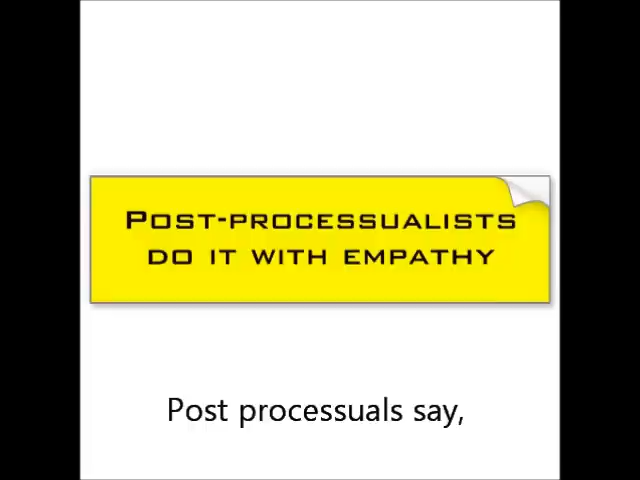 POST-PROCESSUALISTS
DO IT WITH EMPATHY
Post processuals say,